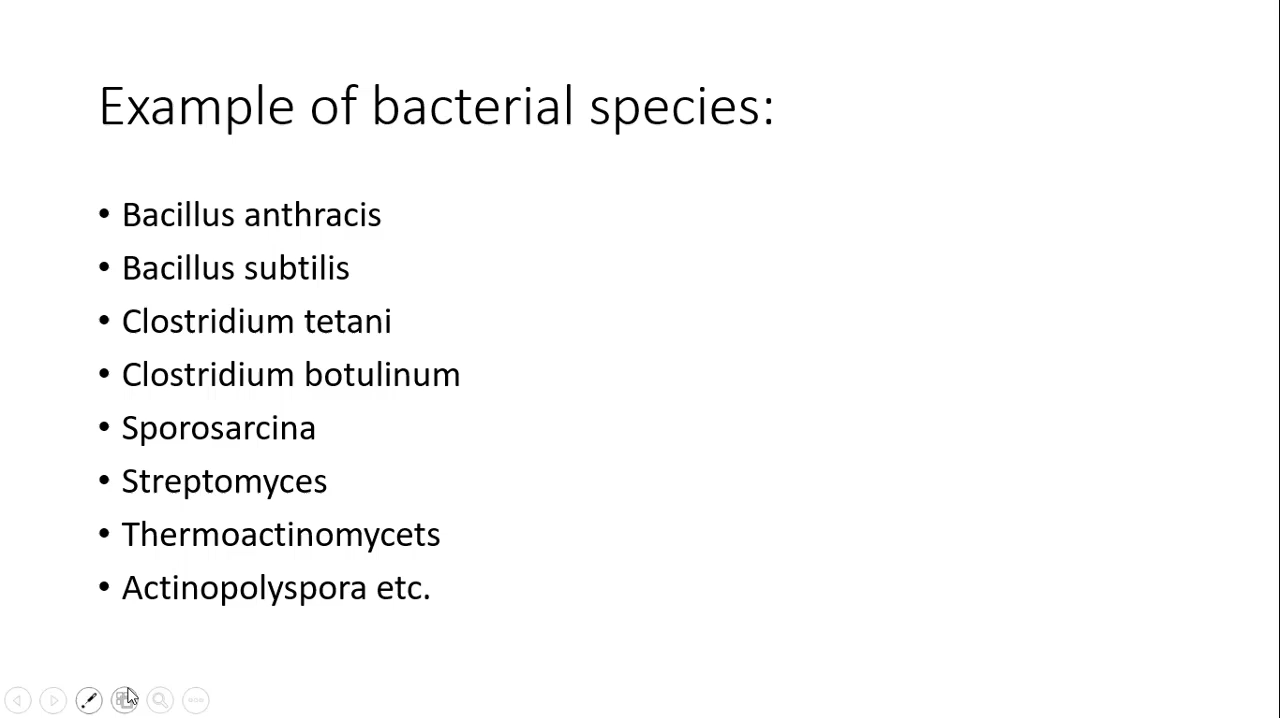 Example of bacterial species:
• Bacillus anthracis
• Bacillus subtilis
• Clostridium tetani
• Clostridium botulinum
• Sporosarcina
• Streptomyces
• Thermoactinomycets
• Actinopolyspora etc.